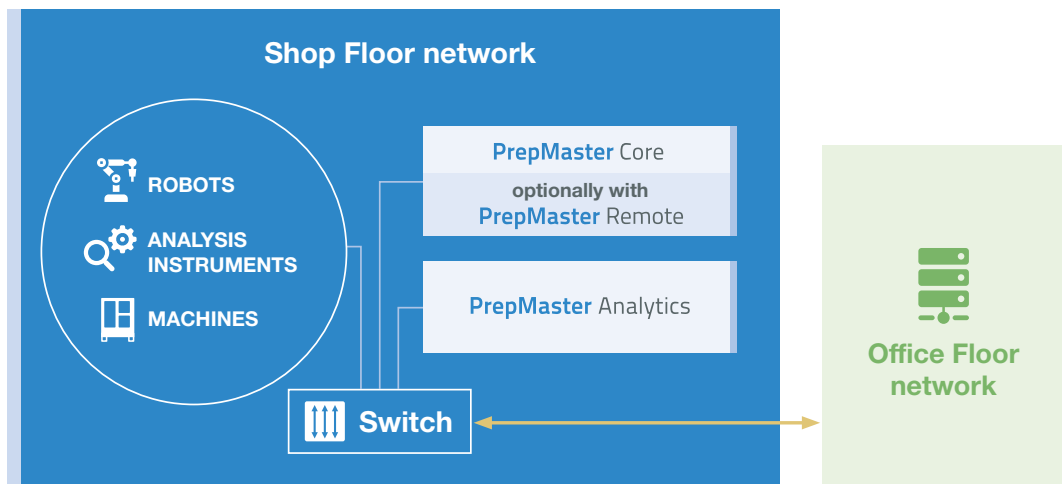 Shop Floor network
ROBOTS
ANALYSIS
INSTRUMENTS
MACHINES
PrepMaster Core
optionally with
PrepMaster Remote
PrepMaster Analytics
Switch
Office Floor
network